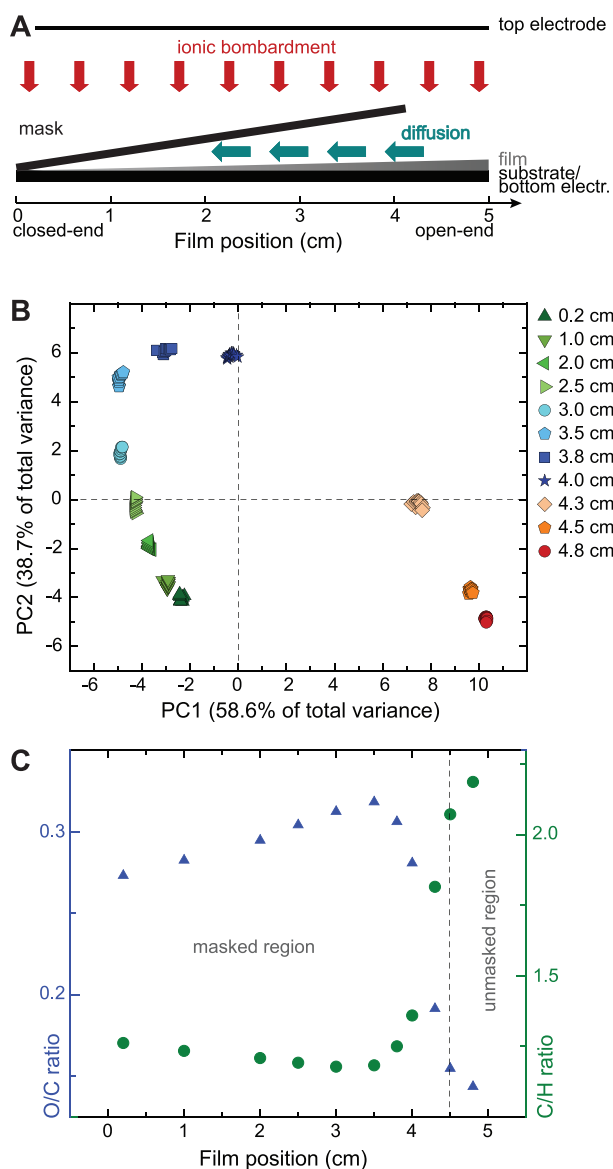 A
top electrode
ionic bombardment
mask
diffusion
film
substrate/
bottom electr.
0 1 2 3 4 5
closed-end open-end
Film position (cm)
B
PC2 (38.7% of total variance)
6
4
2
0
-2
-4
-6
-6 -4 -2 0 2 4 6 8 10
PC1 (58.6% of total variance)
0.2 cm
1.0 cm
2.0 cm
2.5 cm
3.0 cm
3.5 cm
3.8 cm
4.0 cm
4.3 cm
4.5 cm
4.8 cm
C
O/C ratio
0.3
0.2
masked region
unmasked region
2.0
1.5
C/H ratio
0 1 2 3 4 5
Film position (cm)